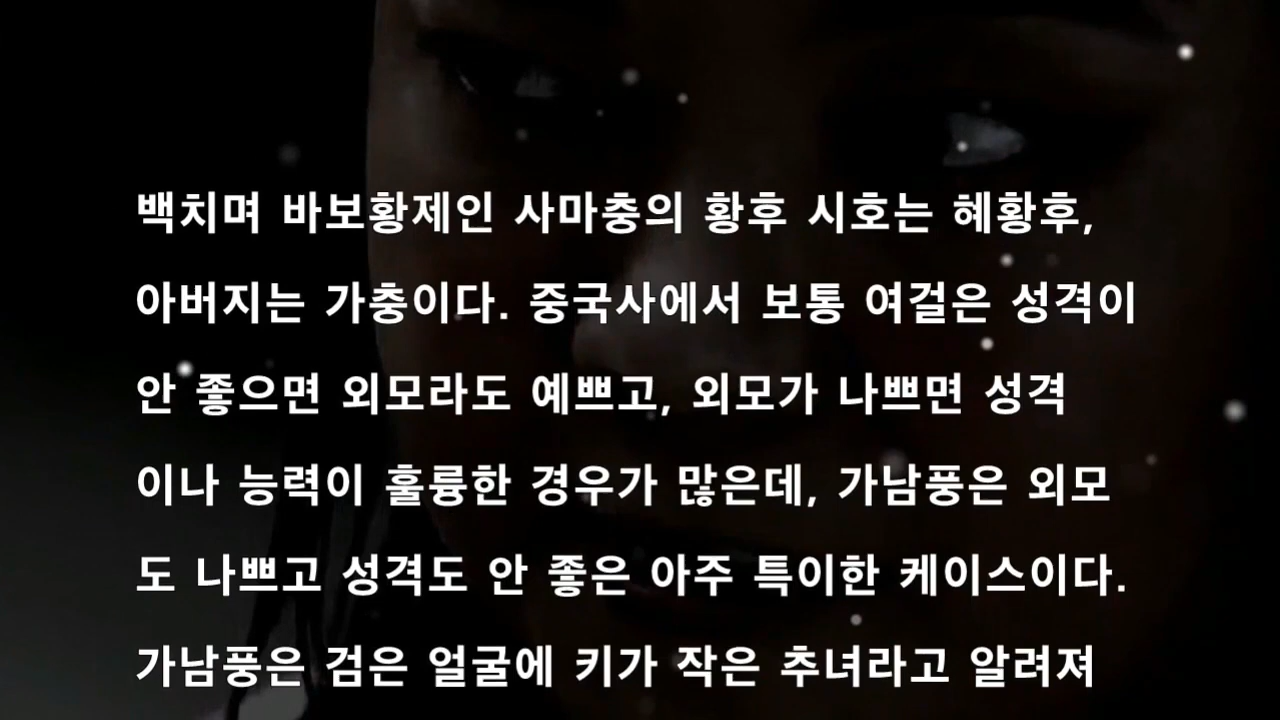 백치며 바보황제인 사마충의 황후 시호는 혜황후,
아버지는 가충이다. 중국사에서 보통 여걸은 성격이
안 좋으면 외모라도 예쁘고, 외모가 나쁘면 성격
이나 능력이 훌륭한 경우가 많은데, 가남풍은 외모
도 나쁘고 성격도 안 좋은 아주 특이한 케이스이다.
가남풍은 검은 얼굴에 키가 작은 추녀라고 알려져